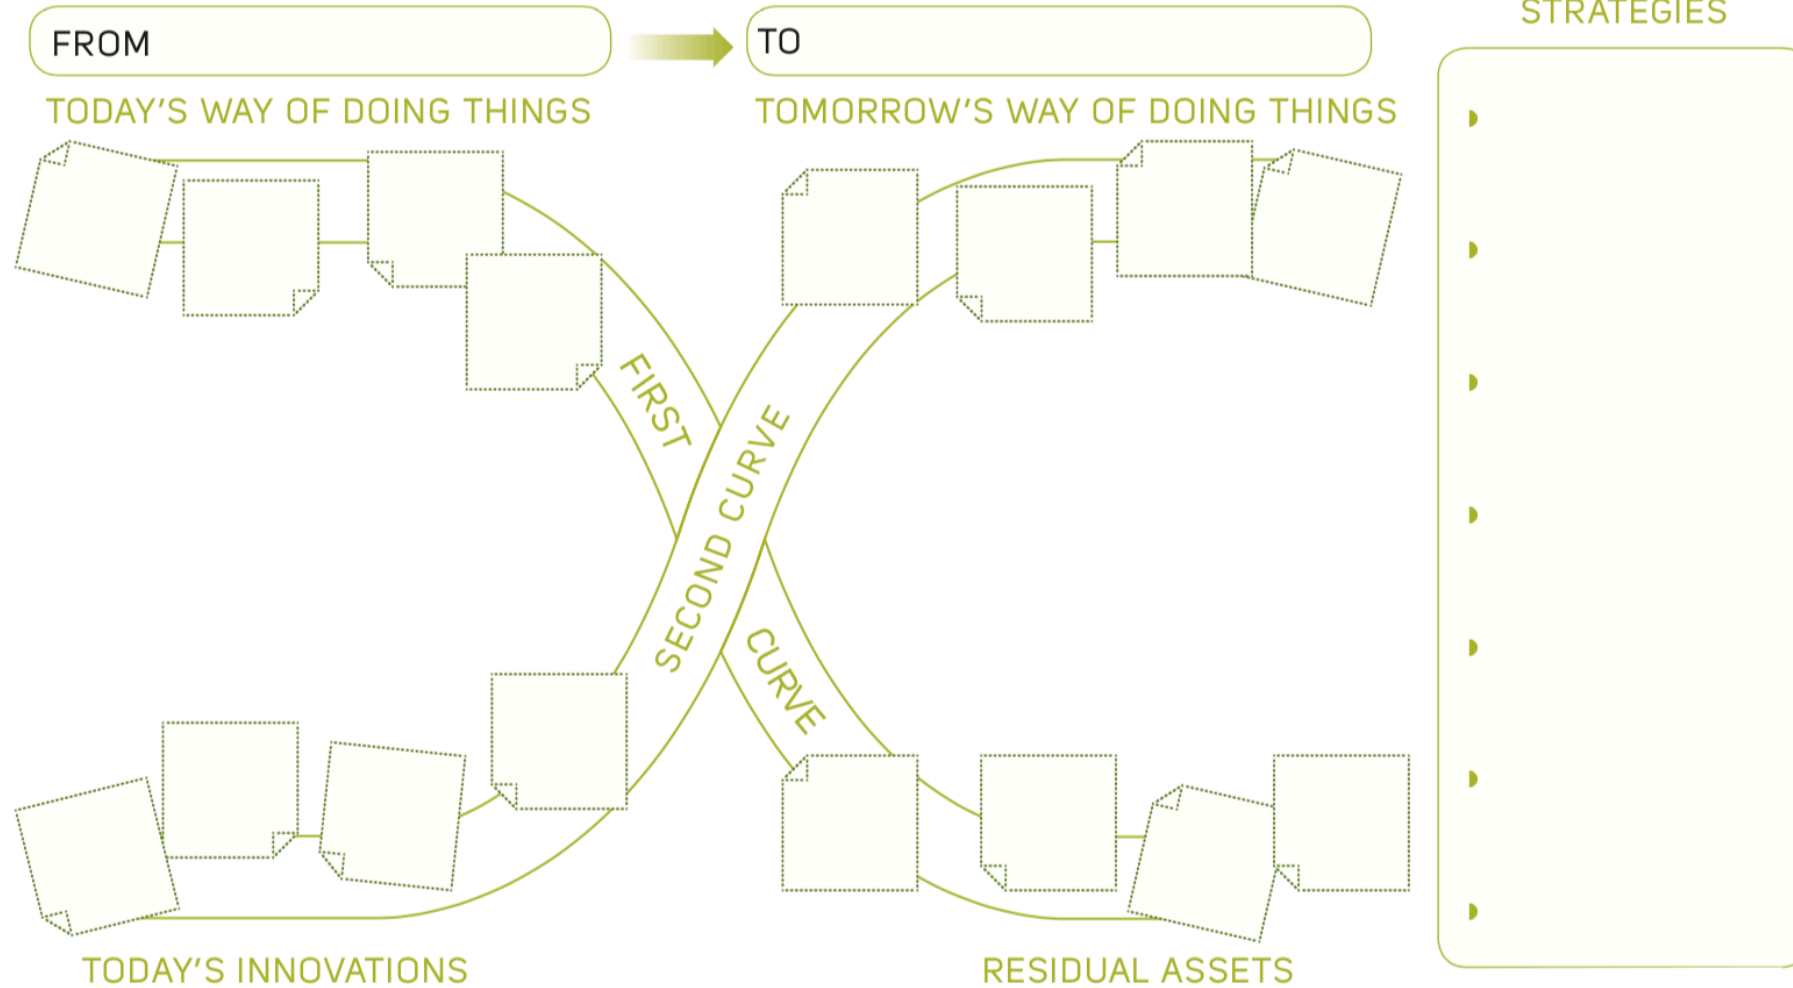 FROM
TO
STRATEGIES
TODAY'S WAY OF DOING THINGS
TOMORROW'S WAY OF DOING THINGS
FIRST
SECOND CURVE
CURVE
TODAY'S INNOVATIONS
RESIDUAL ASSETS